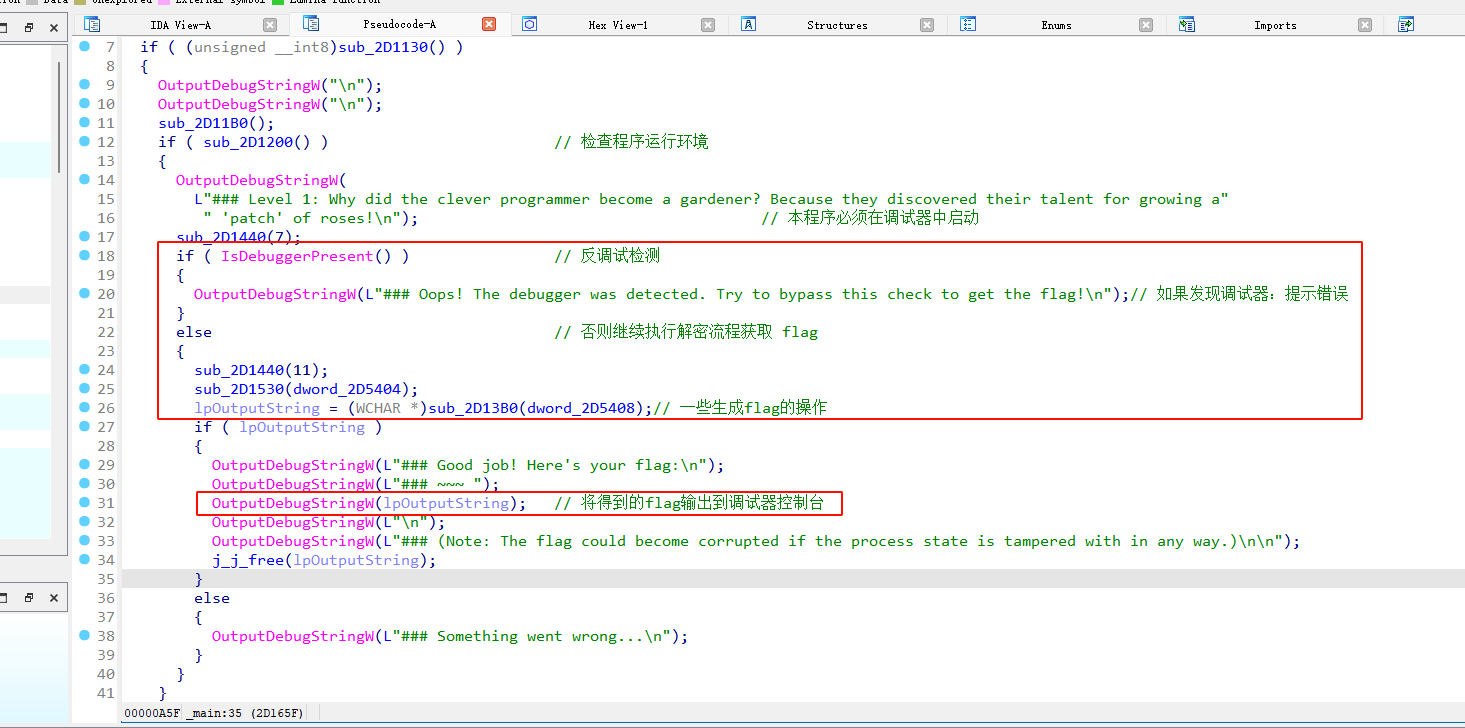 Data unexplored External symbol Lumina function
IDA View-A Pseudocode-A Hex View-1 Structures Enums Imports
7 if ( (unsigned __int8)sub_2D1130() )
8 {
9 OutputDebugStringW("\n");
10 OutputDebugStringW("\n");
11 sub_2D11B0();
12 if ( sub_2D1200() ) // 检查程序运行环境
13 {
14 OutputDebugStringW(
15 L"### Level 1: Why did the clever programmer become a gardener? Because they discovered their talent for growing a"
16 " 'patch' of roses!\n"); // 本程序必须在调试器中启动
17 sub_2D1440(7);
18 if ( IsDebuggerPresent() ) // 反调试检测
19 {
20 OutputDebugStringW(L"### Oops! The debugger was detected. Try to bypass this check to get the flag!\n");// 如果发现调试器：提示错误
21 }
22 else // 否则继续执行解密流程获取 flag
23 {
24 sub_2D1440(11);
25 sub_2D1530(dword_2D5404);
26 lpOutputString = (WCHAR *)sub_2D13B0(dword_2D5408);// 一些生成flag的操作
27 if ( lpOutputString )
28 {
29 OutputDebugStringW(L"### Good job! Here's your flag:\n");
30 OutputDebugStringW(L"### ~~~ ");
31 OutputDebugStringW(lpOutputString); // 将得到的flag输出到调试器控制台
32 OutputDebugStringW(L"\n");
33 OutputDebugStringW(L"### (Note: The flag could become corrupted if the process state is tampered with in any way.)\n\n");
34 j_j_free(lpOutputString);
35 }
36 else
37 {
38 OutputDebugStringW(L"### Something went wrong...\n");
39 }
40 }
41 }
00000A5F _main:35 (2D165F)